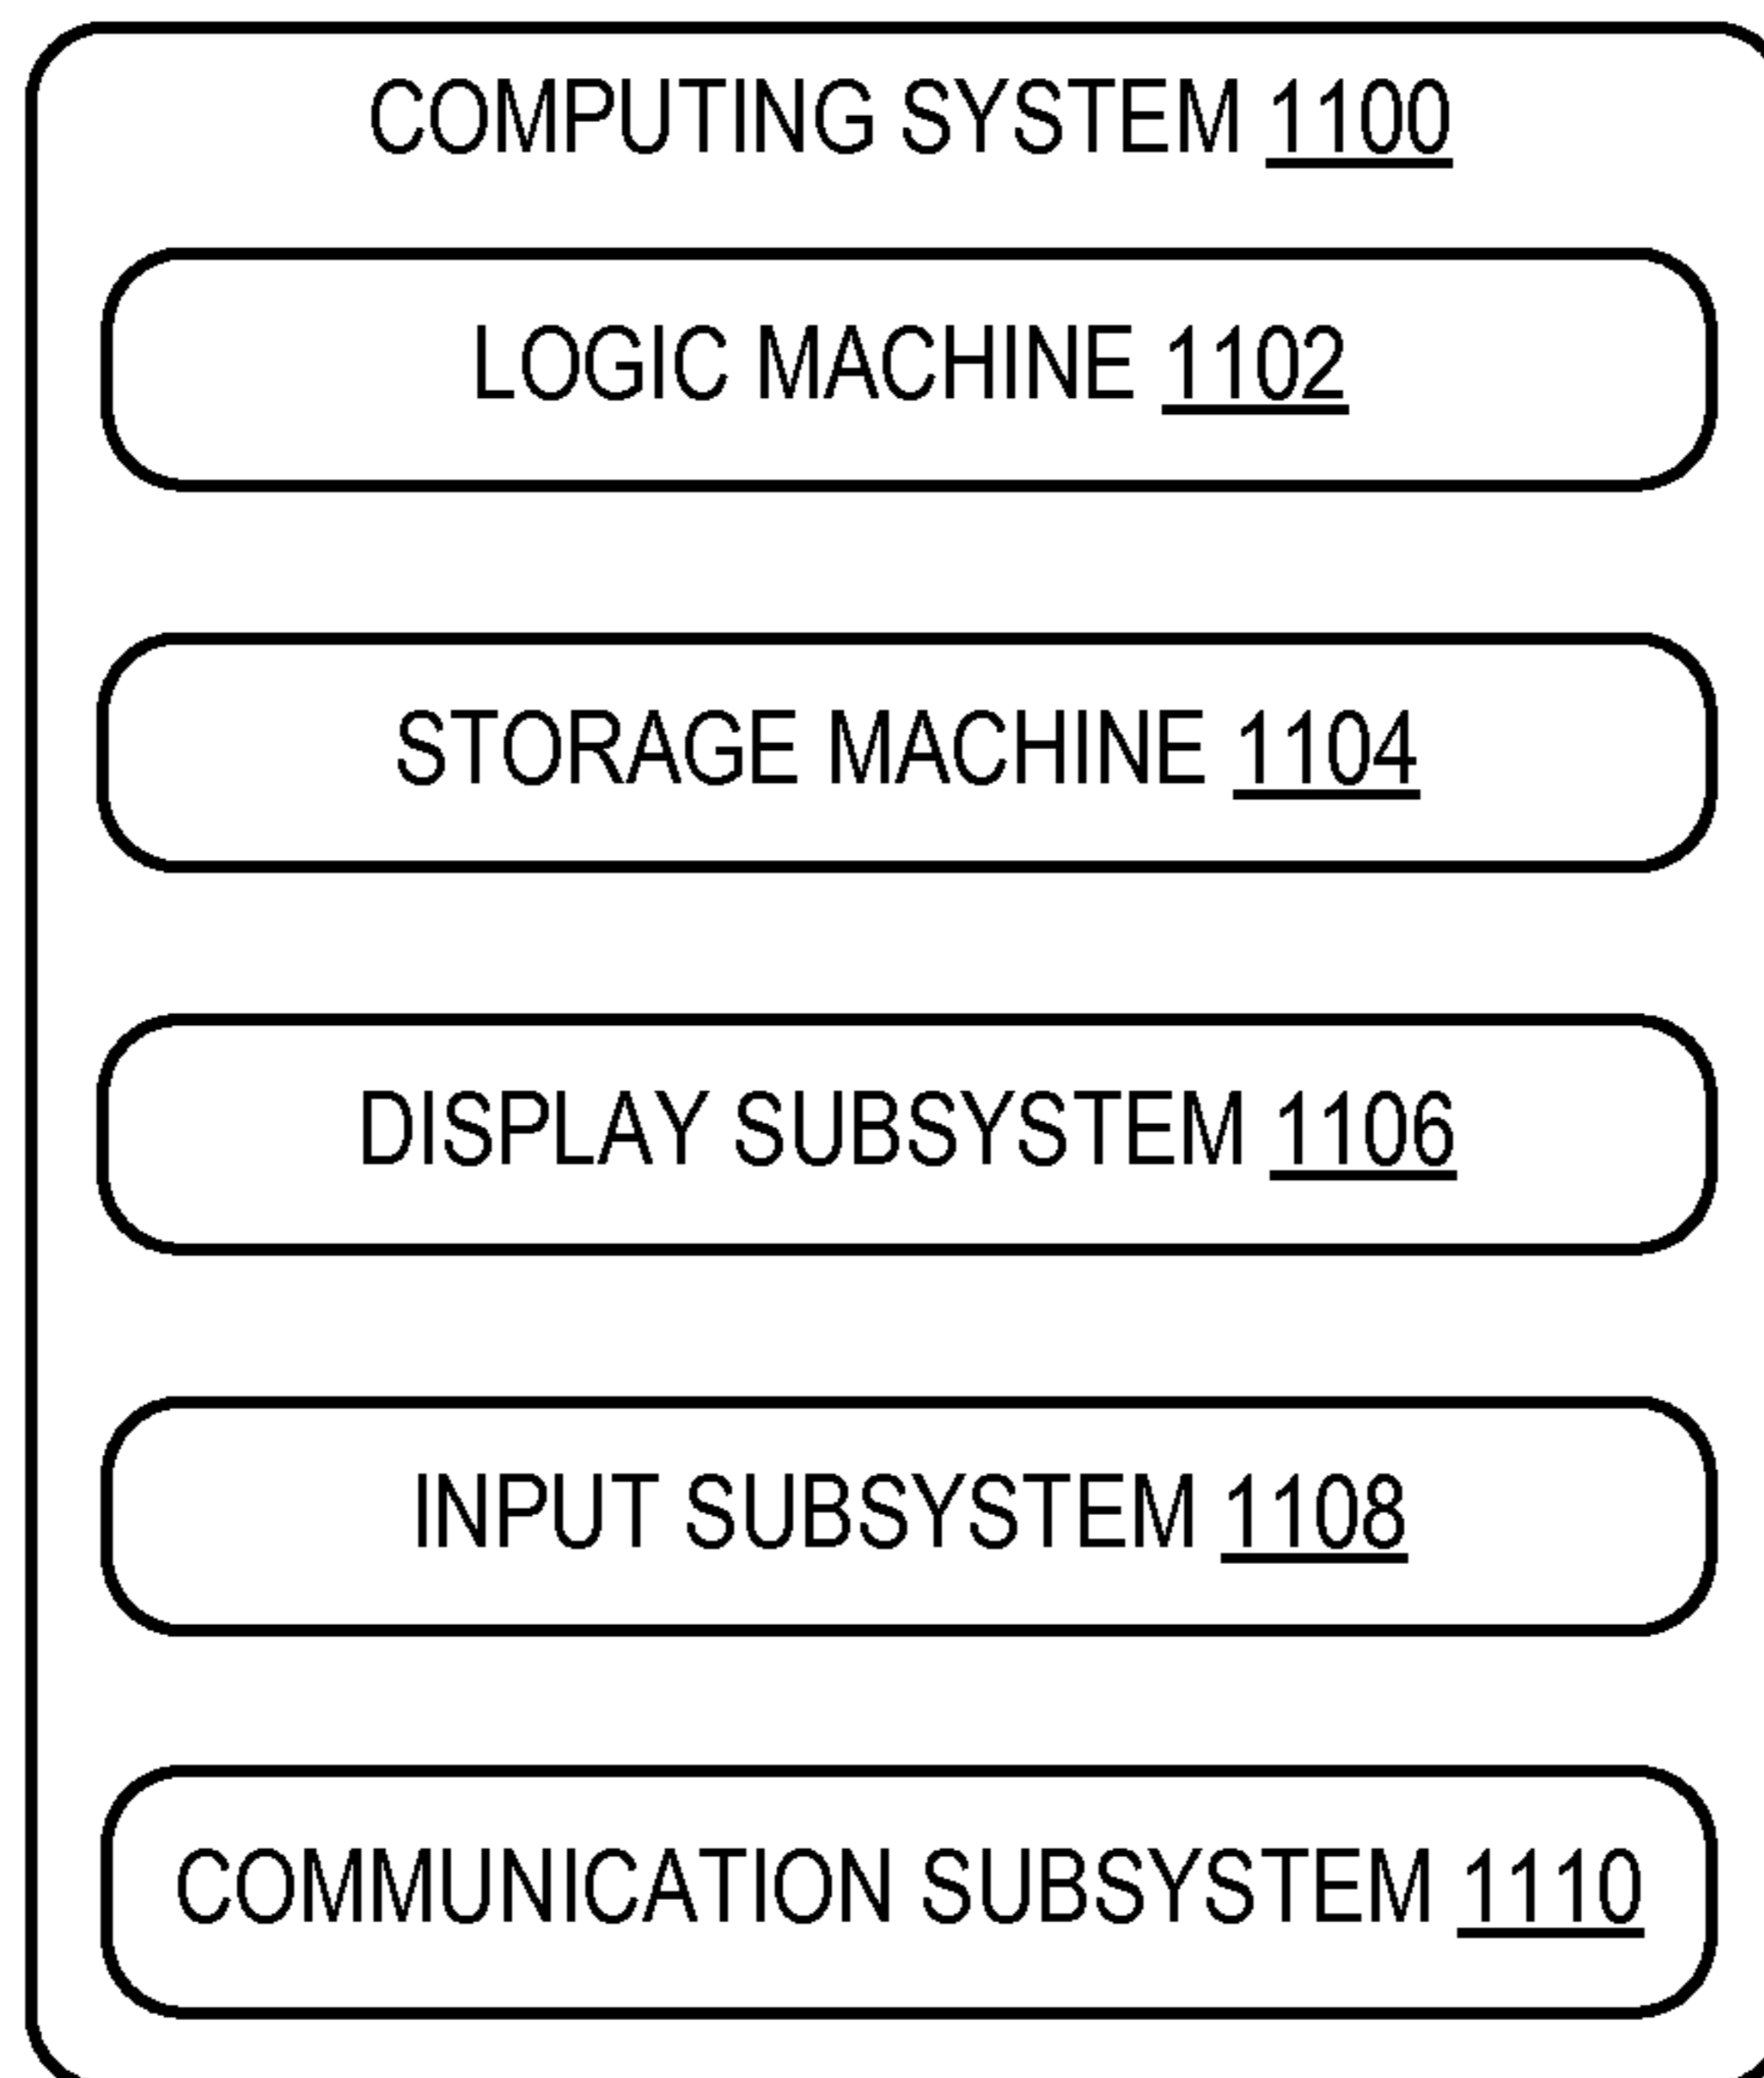 COMPUTING SYSTEM 1100
LOGIC MACHINE 1102
STORAGE MACHINE 1104
DISPLAY SUBSYSTEM 1106
INPUT SUBSYSTEM 1108
COMMUNICATION SUBSYSTEM 1110